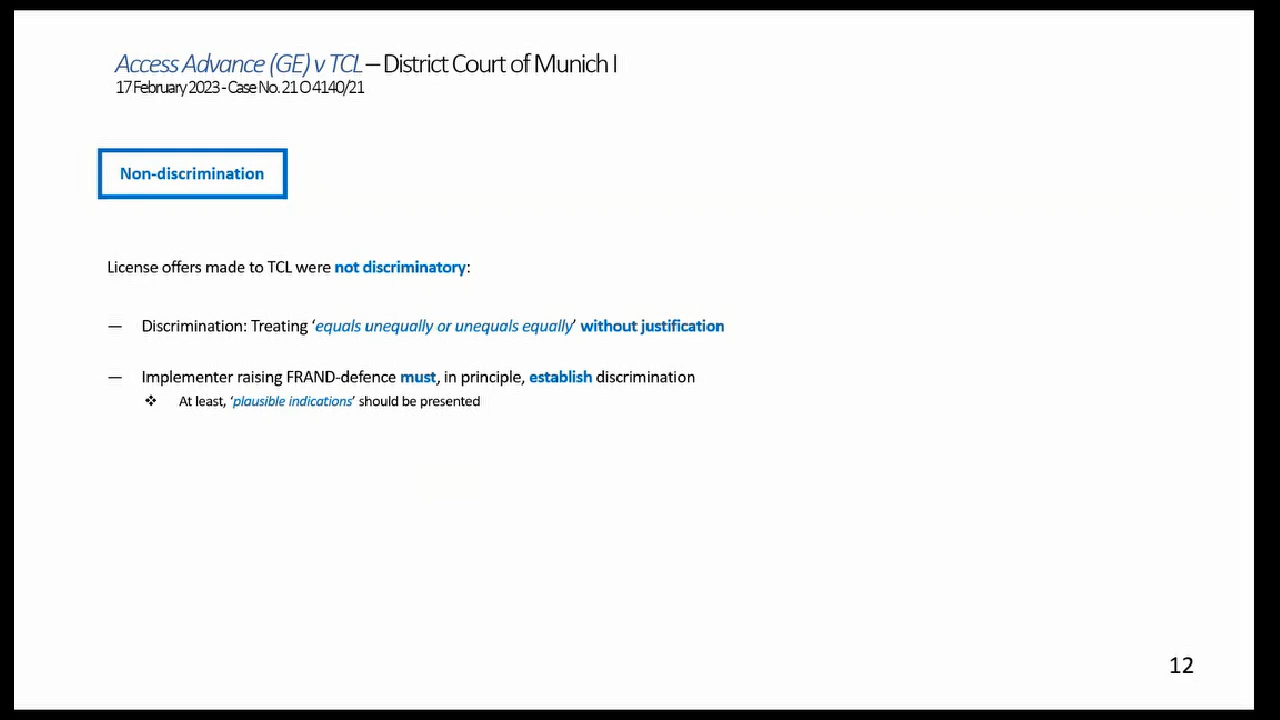 Access Advance (GE) v TCL – District Court of Munich I
17 February 2023 - Case No. 21 O 4140/21
Non-discrimination
License offers made to TCL were not discriminatory:
— Discrimination: Treating ‘equals unequally or unequals equally’ without justification
— Implementer raising FRAND-defence must, in principle, establish discrimination
❖ At least, ‘plausible indications’ should be presented
12